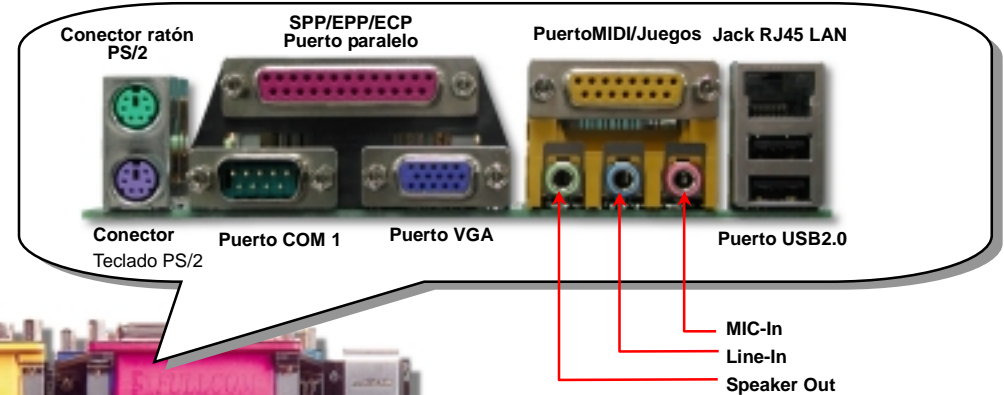 Conector ratón
PS/2
SPP/EPP/ECP
Puerto paralelo
PuertoMIDI/Juegos
Jack RJ45 LAN
Conector
Teclado PS/2
Puerto COM 1
Puerto VGA
Puerto USB2.0
MIC-In
Line-In
Speaker Out